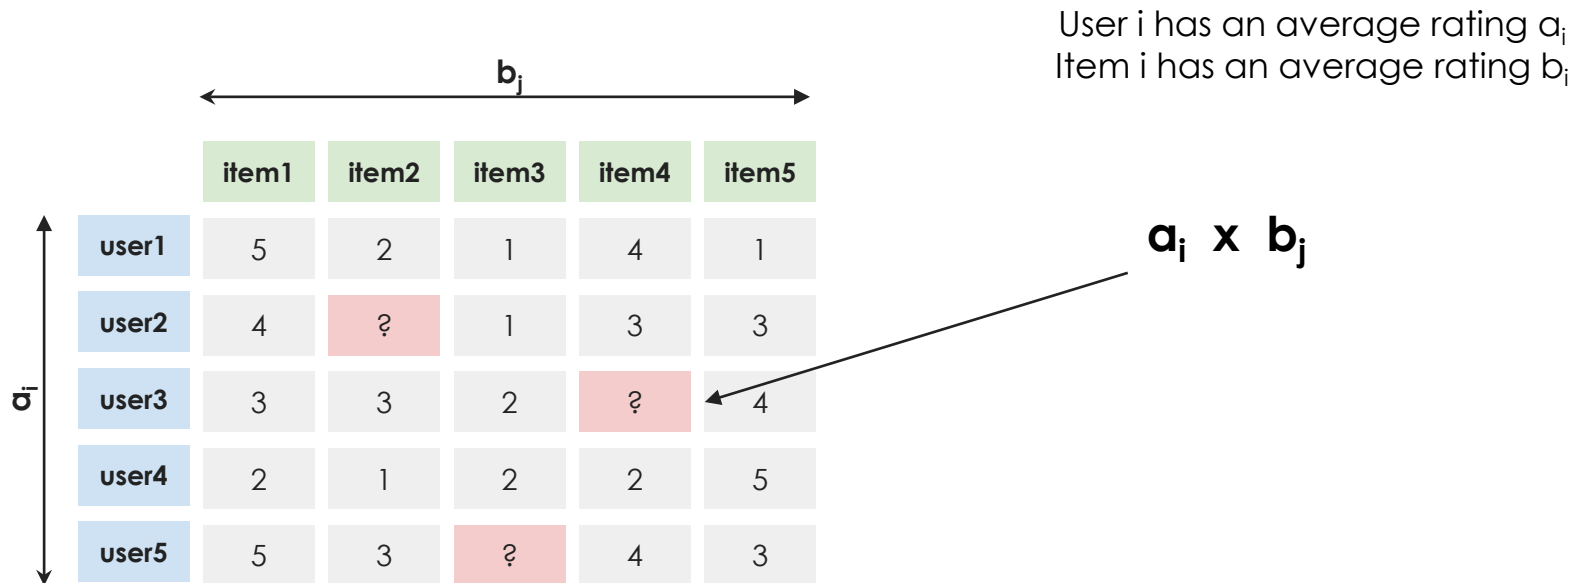 User i has an average rating aᵢ
Item i has an average rating bᵢ
bⱼ
item1 item2 item3 item4 item5
aᵢ
user1 5 2 1 4 1
aᵢ x bⱼ
user2 4 ? 1 3 3
user3 3 3 2 ? 4
user4 2 1 2 2 5
user5 5 3 ? 4 3